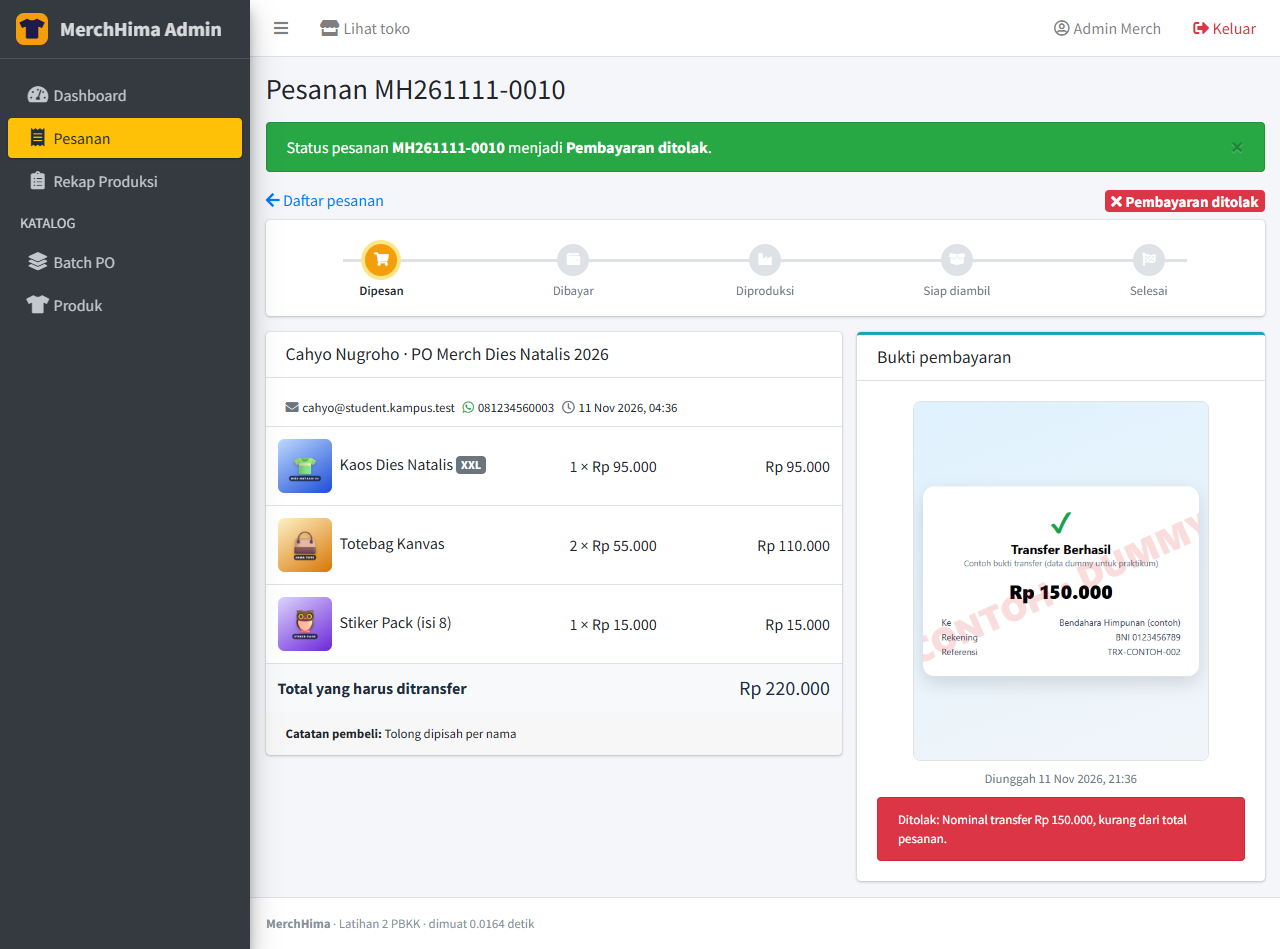 MerchHima Admin
Lihat toko
Admin Merch
Keluar
Dashboard
Pesanan
Rekap Produksi
KATALOG
Batch PO
Produk
Pesanan MH261111-0010
Status pesanan MH261111-0010 menjadi Pembayaran ditolak.
×
Daftar pesanan
Pembayaran ditolak
Dipesan
Dibayar
Diproduksi
Siap diambil
Selesai
Cahyo Nugroho · PO Merch Dies Natalis 2026
cahyo@student.kampus.test 081234560003 11 Nov 2026, 04:36
Kaos Dies Natalis XXL 1 × Rp 95.000 Rp 95.000
Totebag Kanvas 2 × Rp 55.000 Rp 110.000
STIKER PACK
Stiker Pack (isi 8) 1 × Rp 15.000 Rp 15.000
Total yang harus ditransfer Rp 220.000
Catatan pembeli: Tolong dipisah per nama
Bukti pembayaran
Transfer Berhasil
Contoh bukti transfer (data dummy untuk praktikum)
Rp 150.000
Ke Bendahara Himpunan (contoh)
Rekening BNI 0123456789
Referensi TRX-CONTOH-002
CONTOH DUMMY
Diunggah 11 Nov 2026, 21:36
Ditolak: Nominal transfer Rp 150.000, kurang dari total
pesanan.
MerchHima · Latihan 2 PBKK · dimuat 0.0164 detik